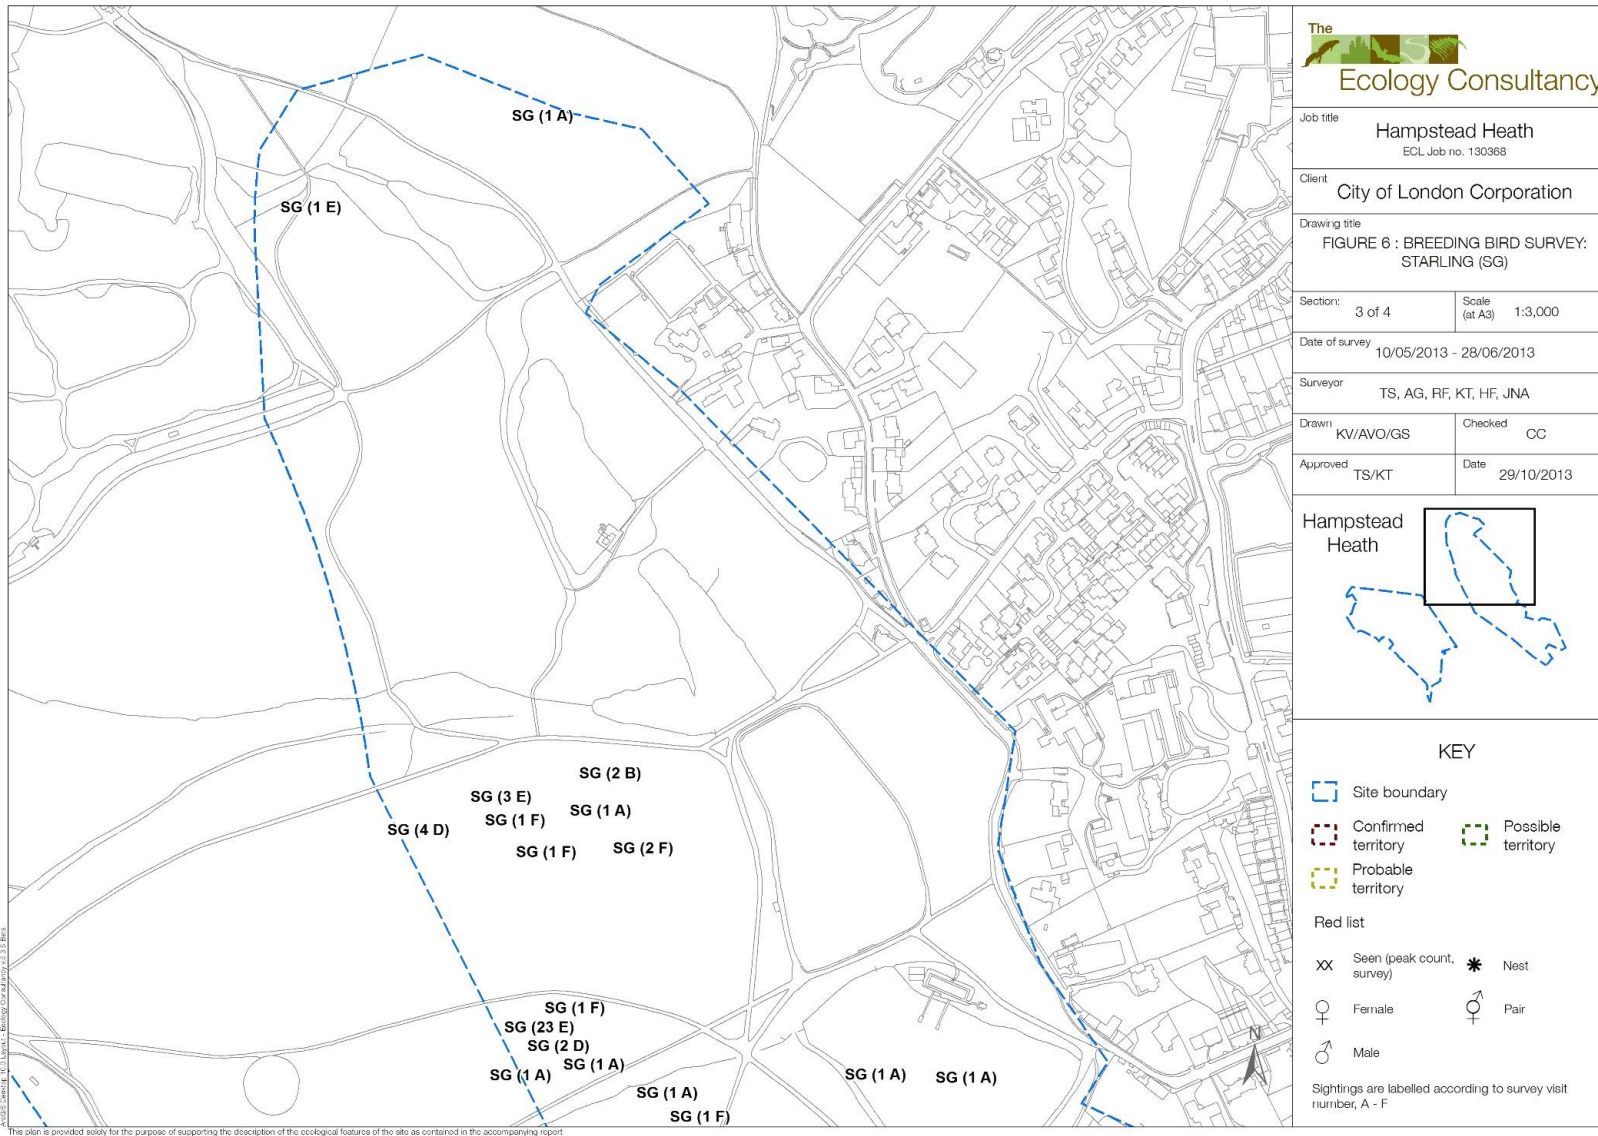 SG (1 A)
SG (1 E)
SG (2 B)
SG (3 E)
SG (1 A)
SG (1 F)
SG (4 D)
SG (1 F)
SG (2 F)
SG (1 F)
SG (23 E)
SG (2 D)
SG (1 A)
SG (1 A)
SG (1 A)
SG (1 F)
SG (1 A)
SG (1 A)
N
The
Ecology Consultancy
Job title
Hampstead Heath
ECL Job no. 130368
Client
City of London Corporation
Drawing title
FIGURE 6 : BREEDING BIRD SURVEY:
STARLING (SG)
Section:
3 of 4
Scale
(at A3)
1:3,000
Date of survey
10/05/2013 - 28/06/2013
Surveyor
TS, AG, RF, KT, HF, JNA
Drawn
KV/AVO/GS
Checked
CC
Approved
TS/KT
Date
29/10/2013
Hampstead
Heath
KEY
Site boundary
Confirmed
territory
Possible
territory
Probable
territory
Red list
XX
Seen (peak count,
survey)
Nest
Female
Pair
Male
Sightings are labelled according to survey visit
number, A - F
This plan is provided solely for the purpose of supporting the description of the ecological features of the site as contained in the accompanying report